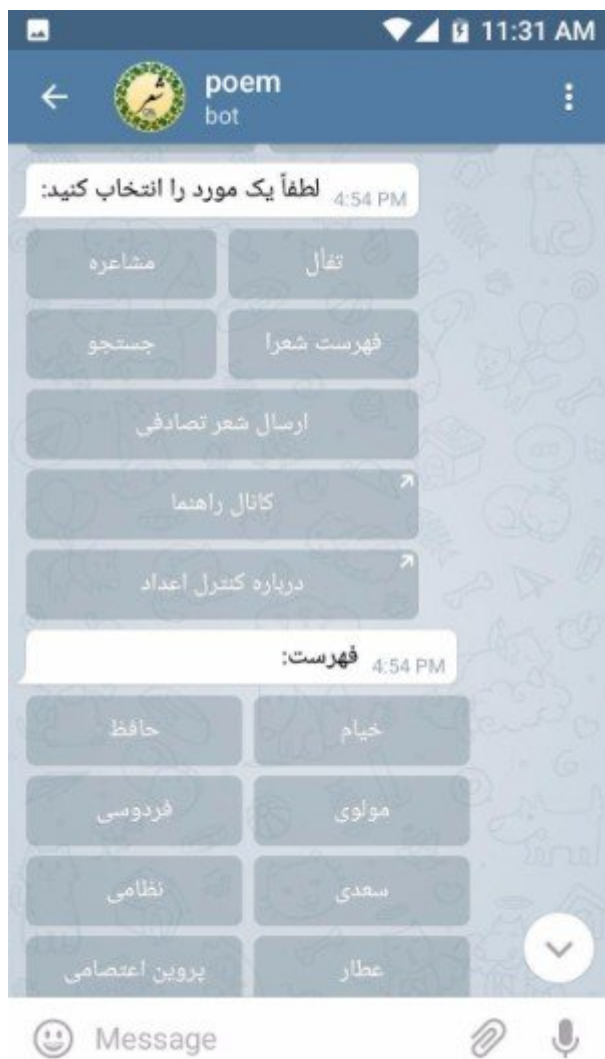 11:31 AM
poem
bot
لطفاً یک مورد را انتخاب کنید:
4:54 PM
تفأل
مشاعره
فهرست شعرا
جستجو
ارسال شعر تصادفی
کانال راهنما
درباره کنترل اعداد
فهرست:
4:54 PM
خیام
حافظ
مولوی
فردوسی
سعدی
نظامی
عطار
پروین اعتصامی
Message